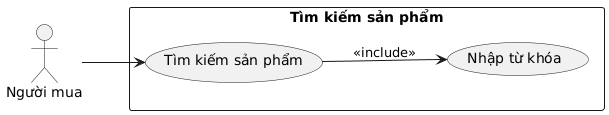 Tìm kiếm sản phẩm
Người mua
Tìm kiếm sản phẩm
«include»
Nhập từ khóa